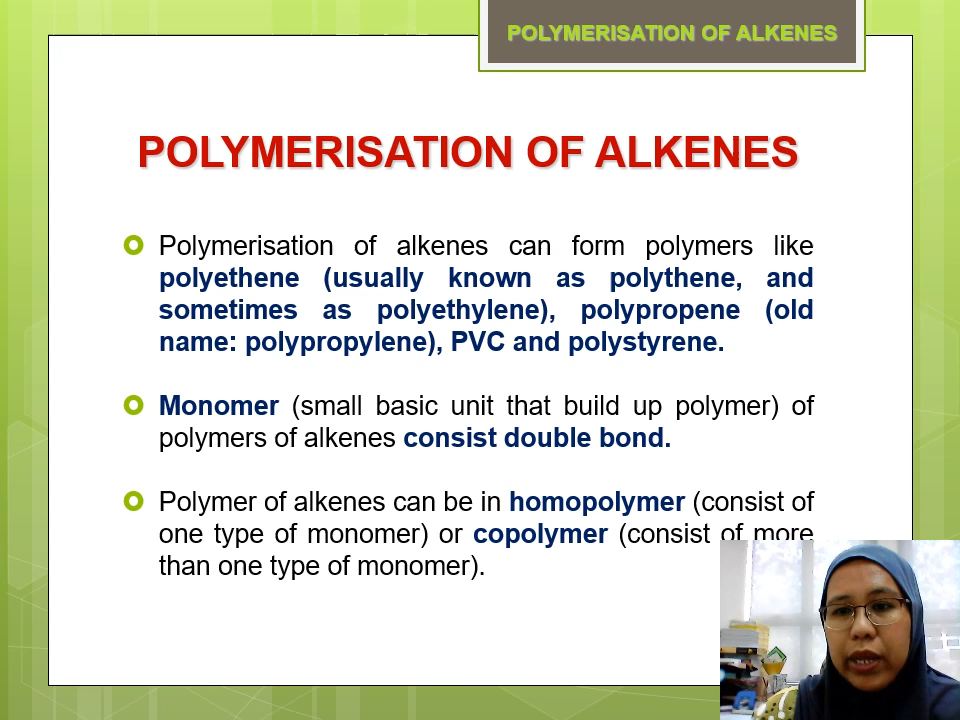 POLYMERISATION OF ALKENES
POLYMERISATION OF ALKENES
Polymerisation of alkenes can form polymers like
polyethene (usually known as polythene, and
sometimes as polyethylene), polypropene (old
name: polypropylene), PVC and polystyrene.
Monomer (small basic unit that build up polymer) of
polymers of alkenes consist double bond.
Polymer of alkenes can be in homopolymer (consist of
one type of monomer) or copolymer (consist of more
than one type of monomer).